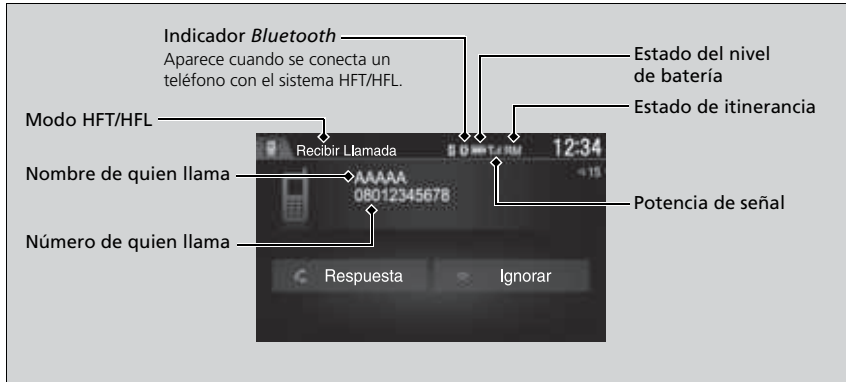 Indicador Bluetooth
Aparece cuando se conecta un
teléfono con el sistema HFT/HFL.
Estado del nivel
de batería
Modo HFT/HFL
Estado de itinerancia
Recibir Llamada
12:34
Nombre de quien llama
AAAAA
15
08012345678
Potencia de señal
Número de quien llama
Respuesta
Ignorar